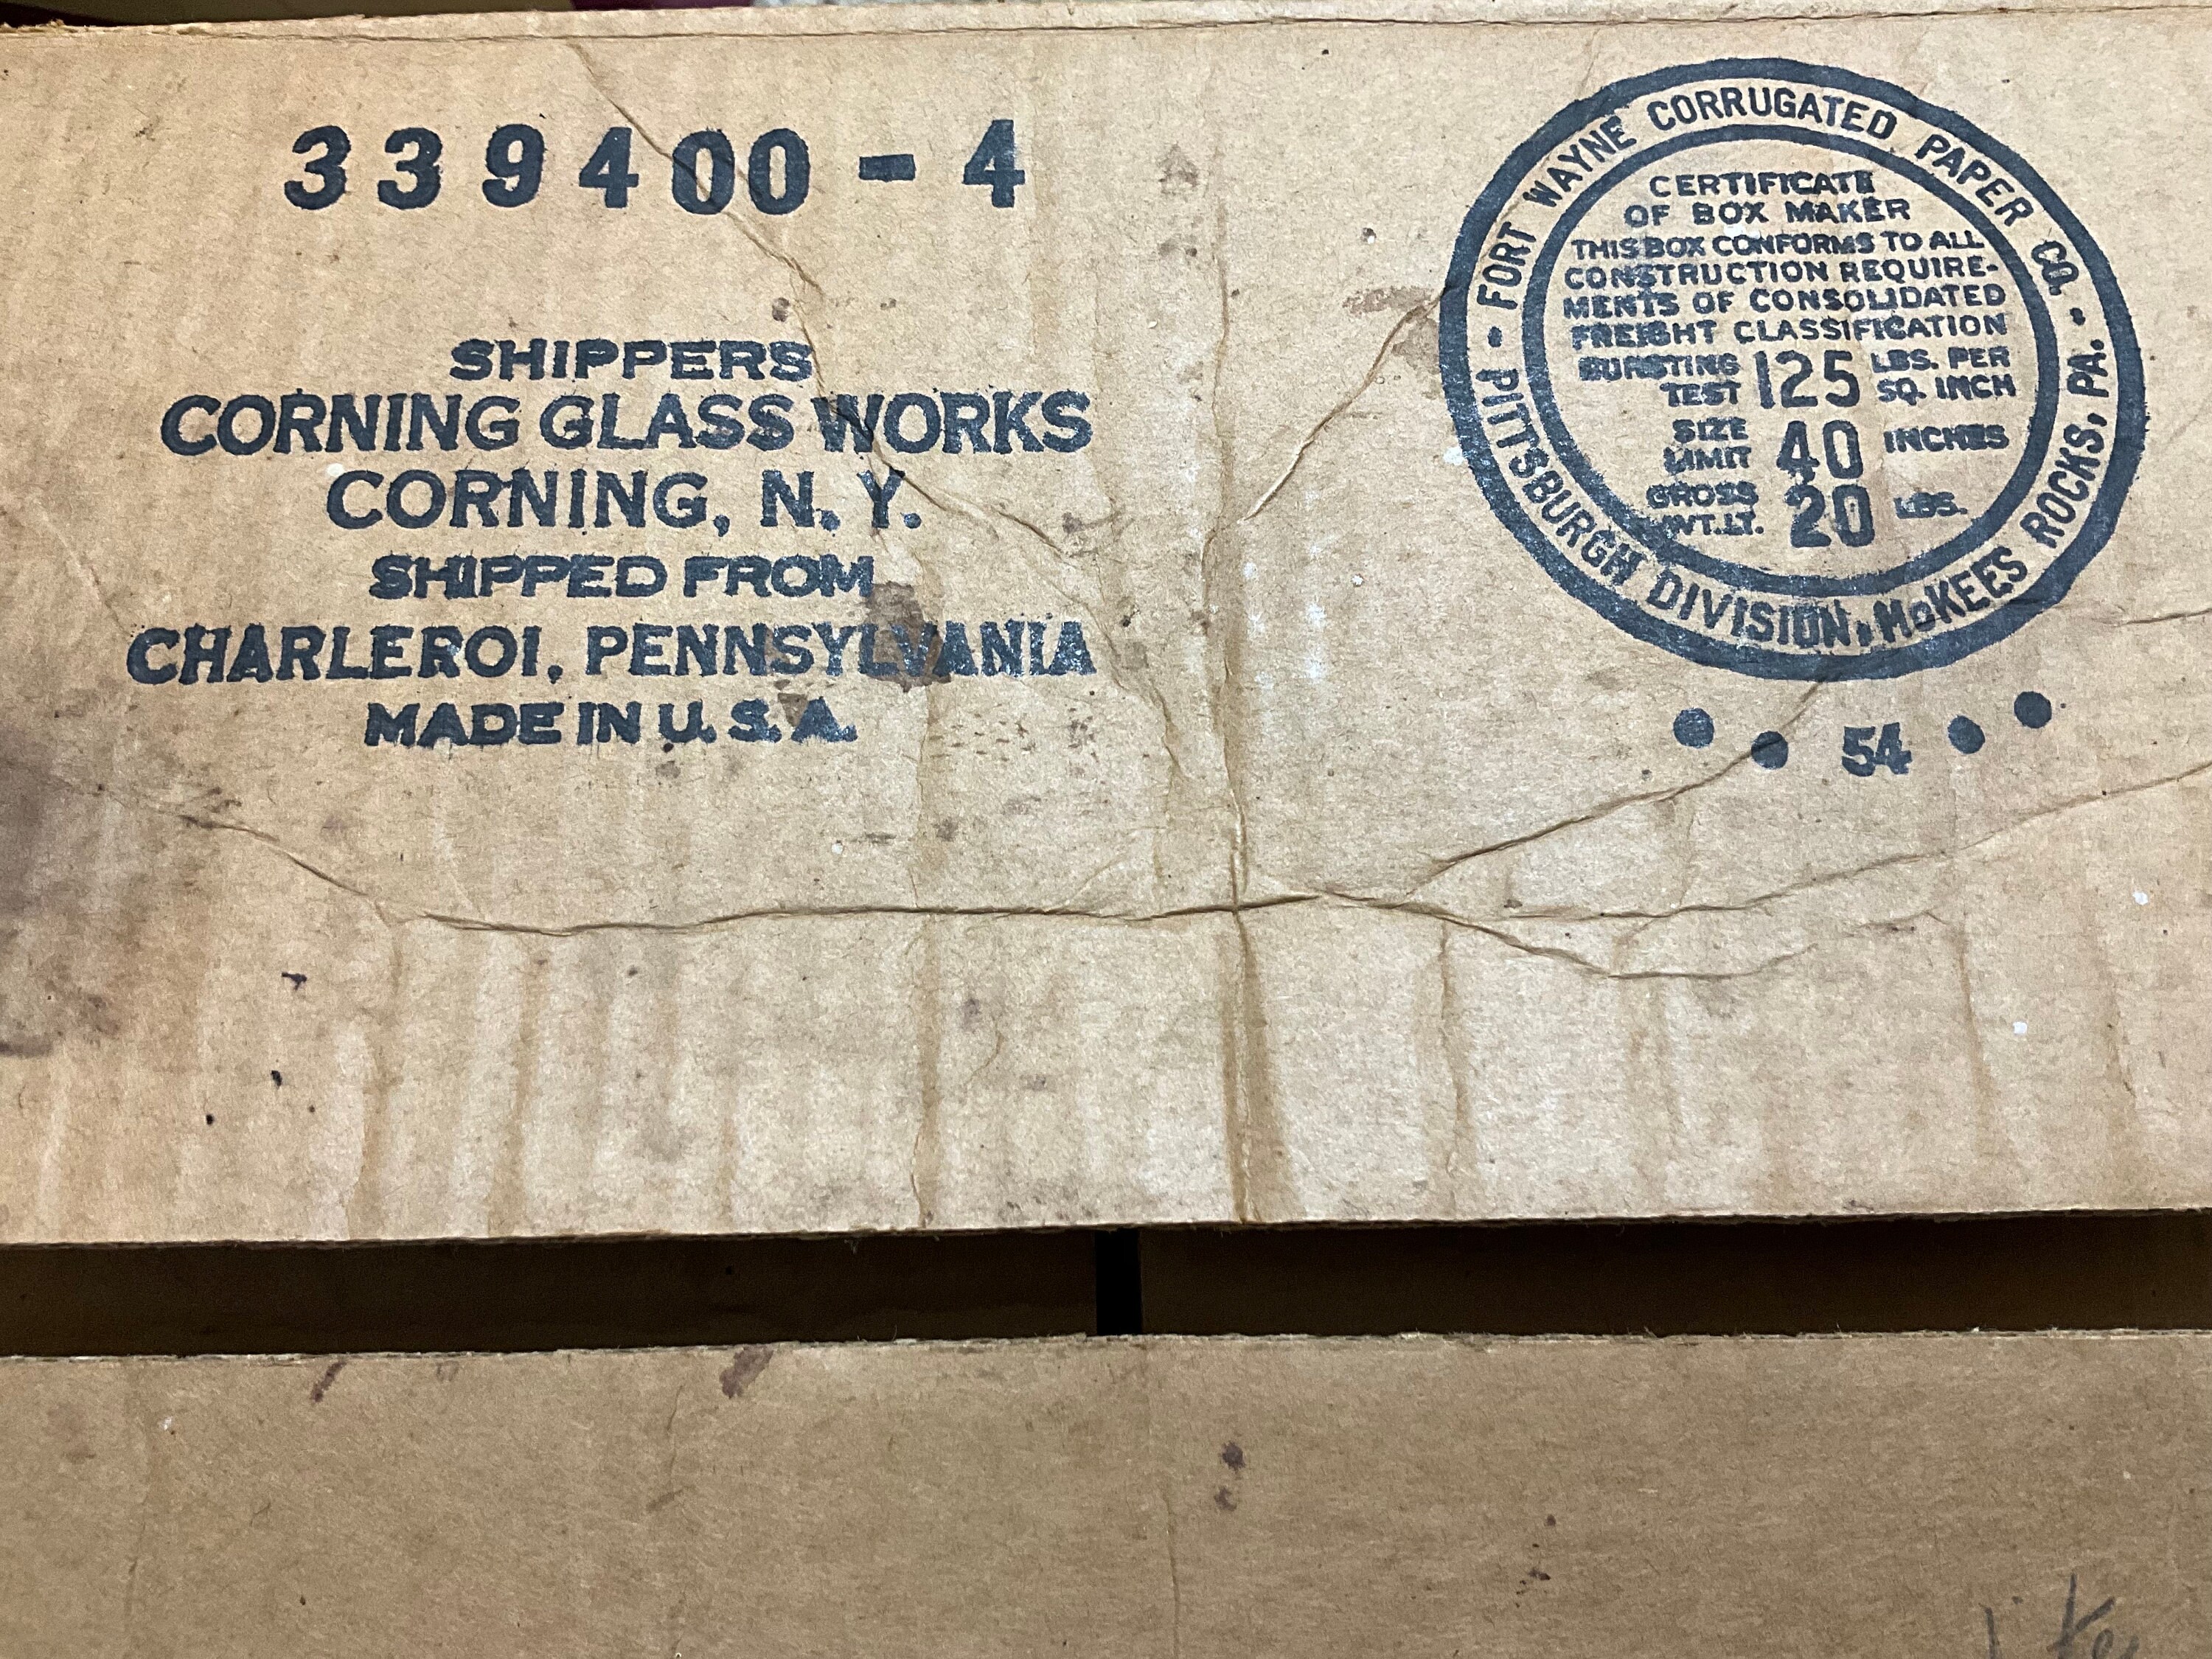 339400-4
SHIPPERS
CORNING GLASS WORKS
CORNING, N. Y.
SHIPPED FROM
CHARLEROI, PENNSYLVANIA
MADE IN U. S. A.
FORT WAYNE CORRUGATED PAPER CO.
PITTSBURGH DIVISION, McKEES ROCKS, PA.
CERTIFICATE
OF BOX MAKER
THIS BOX CONFORMS TO ALL
CONSTRUCTION REQUIRE-
MENTS OF CONSOLIDATED
FREIGHT CLASSIFICATION
BURSTING TEST 125 LBS. PER SQ. INCH
SIZE LIMIT 40 INCHES
GROSS WT. LT. 20 LBS.
54